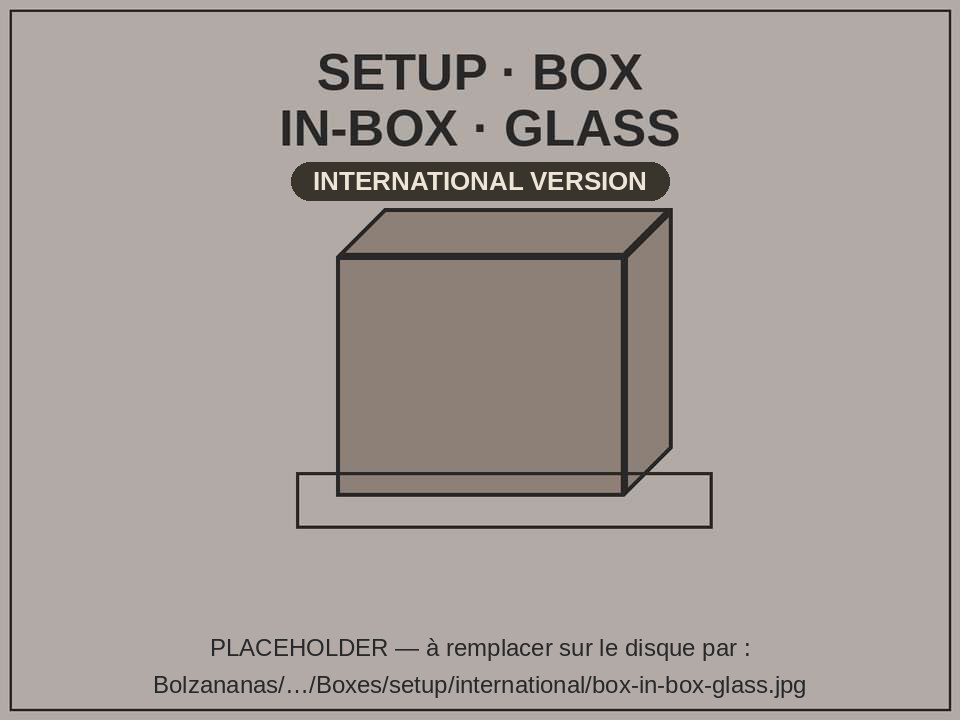 SETUP · BOX
IN-BOX · GLASS
INTERNATIONAL VERSION
PLACEHOLDER — à remplacer sur le disque par :
Bolzananas/…/Boxes/setup/international/box-in-box-glass.jpg